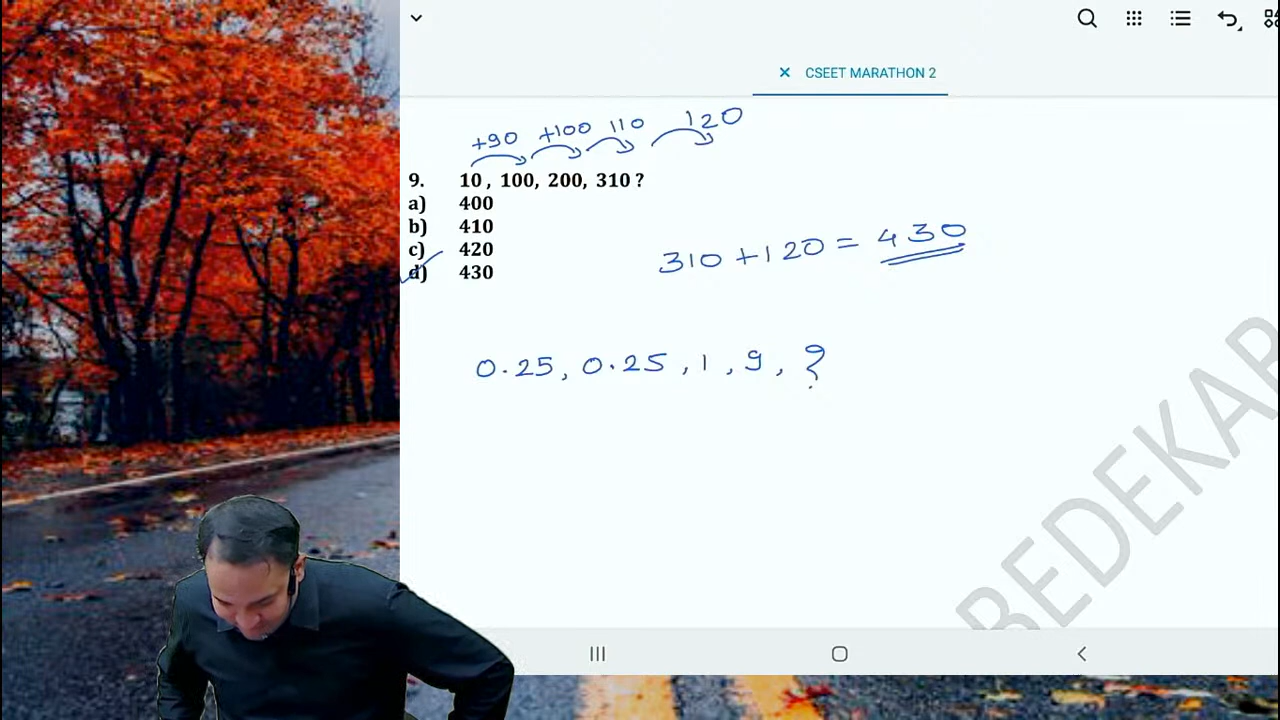 CSEET MARATHON 2
+90 +100 110 120
9. 10 , 100, 200, 310 ?
a) 400
b) 410
c) 420
d) 430
310 + 120 = 430
0.25, 0.25, 1, 9, ?
BEDEKAR